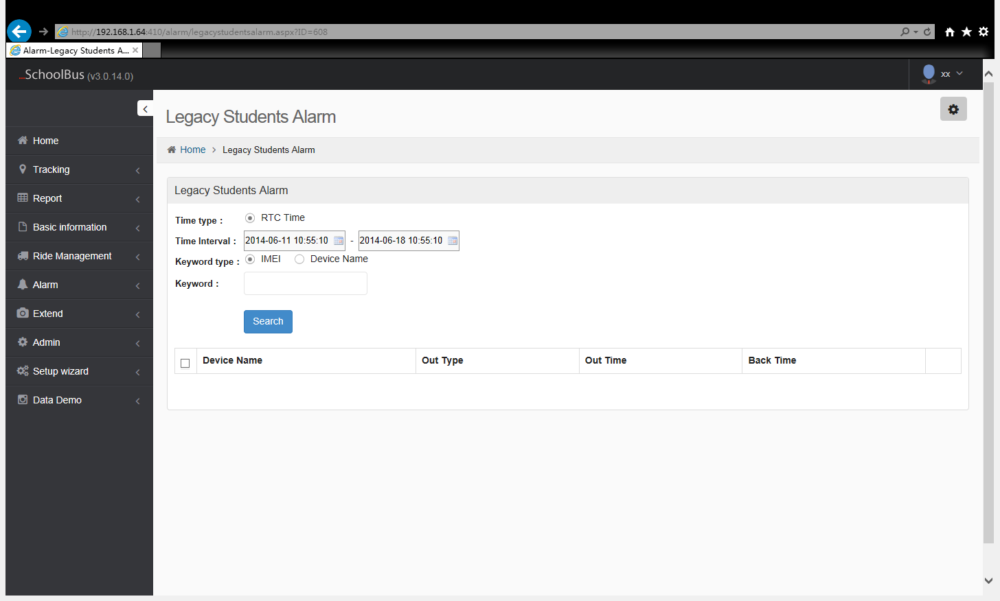 http://192.168.1.64:410/alarm/legacystudentsalarm.aspx?ID=608
Alarm-Legacy Students A...
...SchoolBus (v3.0.14.0)
xx
Legacy Students Alarm
Home
Tracking
Report
Basic information
Ride Management
Alarm
Extend
Admin
Setup wizard
Data Demo
Home > Legacy Students Alarm
Legacy Students Alarm
Time type : RTC Time
Time Interval : 2014-06-11 10:55:10 - 2014-06-18 10:55:10
Keyword type : IMEI Device Name
Keyword :
Search
Device Name Out Type Out Time Back Time